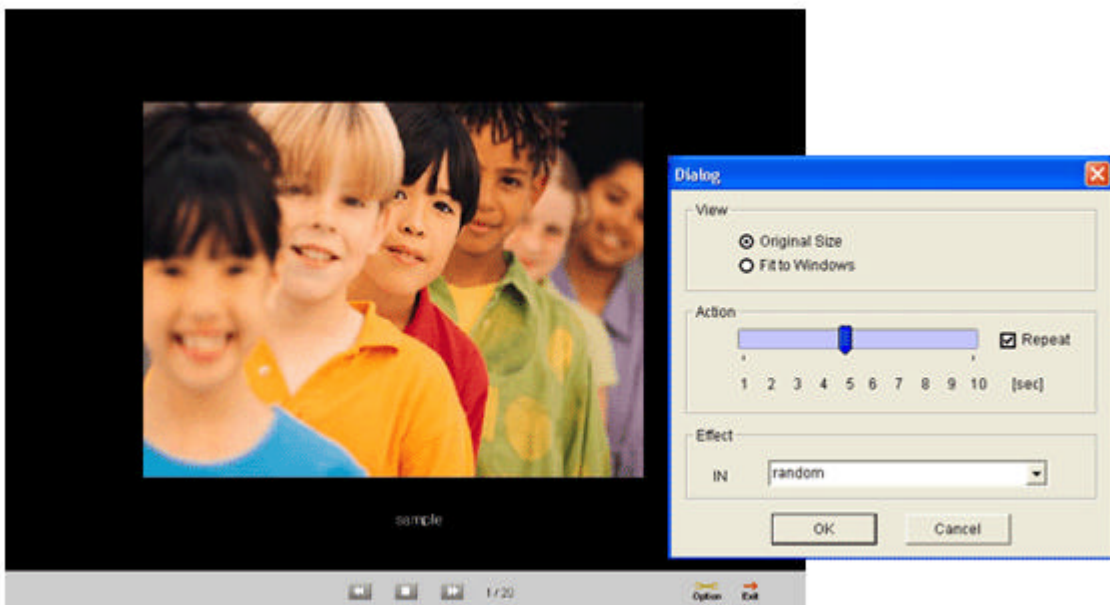 sample
1 / 20
Option
Exit
Dialog
View
Original Size
Fit to Windows
Action
Repeat
1 2 3 4 5 6 7 8 9 10 [sec]
Effect
IN random
OK Cancel